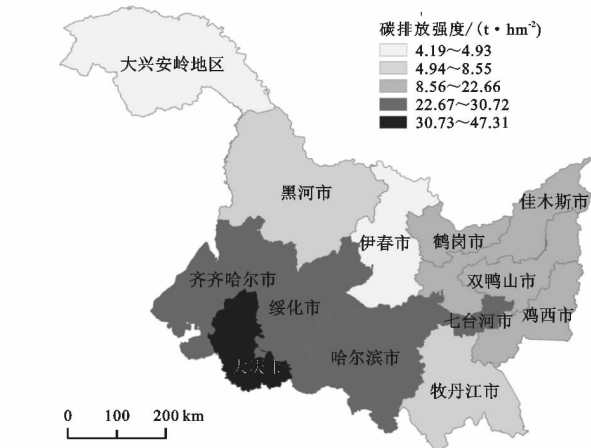 碳排放强度/(t·hm⁻²)
4.19～4.93
4.94～8.55
8.56～22.66
22.67～30.72
30.73～47.31
大兴安岭地区
黑河市
佳木斯市
伊春市
鹤岗市
齐齐哈尔市
双鸭山市
绥化市
七台河市
鸡西市
哈尔滨市
牡丹江市
0 100 200 km